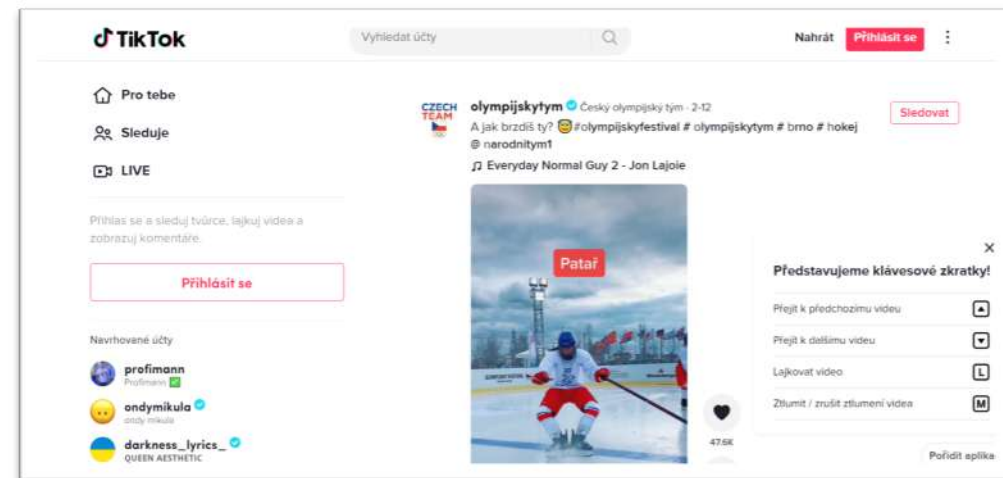 TikTok
Vyhledat účty
Nahrát
Přihlásit se
Pro tebe
Sleduje
LIVE
Přihlas se a sleduj tvůrce, lajkuj videa a
zobrazuj komentáře.
Přihlásit se
Navrhované účty
profimann
Profimann
ondymikula
ondy mikula
darkness_lyrics_
QUEEN AESTHETIC
CZECH
TEAM
olympijskytym Český olympijský tým · 2-12
A jak brzdíš ty? 😇#olympijskyfestival # olympijskytym # brno # hokej
@ narodnitym1
♫ Everyday Normal Guy 2 - Jon Lajoie
Sledovat
Patař
47.6K
Představujeme klávesové zkratky!
Přejít k předchozímu videu
Přejít k dalšímu videu
Lajkovat video
L
Ztlumit / zrušit ztlumení videa
M
Pořídit aplika